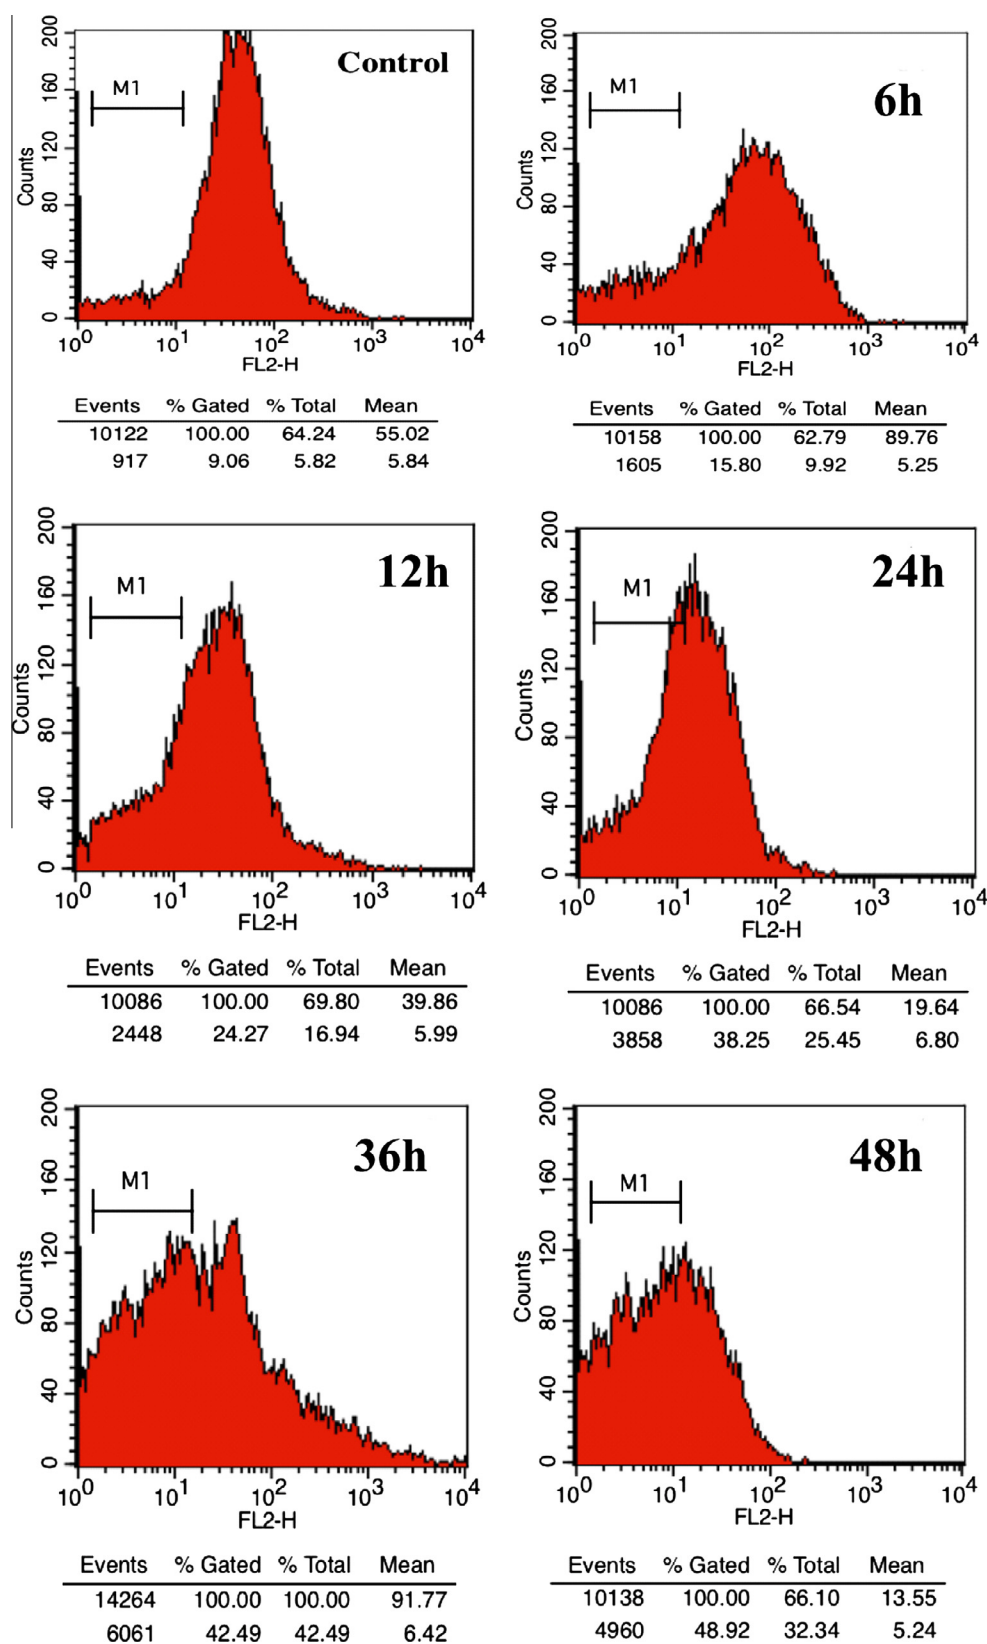 Control
M1
Counts
200
160
120
80
40
0
10^0 10^1 10^2 10^3 10^4
FL2-H
Events % Gated % Total Mean
10122 100.00 64.24 55.02
917 9.06 5.82 5.84
6h
M1
Counts
200
160
120
80
40
0
10^0 10^1 10^2 10^3 10^4
FL2-H
Events % Gated % Total Mean
10158 100.00 62.79 89.76
1605 15.80 9.92 5.25
12h
M1
Counts
200
160
120
80
40
0
10^0 10^1 10^2 10^3 10^4
FL2-H
Events % Gated % Total Mean
10086 100.00 69.80 39.86
2448 24.27 16.94 5.99
24h
M1
Counts
200
160
120
80
40
0
10^0 10^1 10^2 10^3 10^4
FL2-H
Events % Gated % Total Mean
10086 100.00 66.54 19.64
3858 38.25 25.45 6.80
36h
M1
Counts
200
160
120
80
40
0
10^0 10^1 10^2 10^3 10^4
FL2-H
Events % Gated % Total Mean
14264 100.00 100.00 91.77
6061 42.49 42.49 6.42
48h
M1
Counts
200
160
120
80
40
0
10^0 10^1 10^2 10^3 10^4
FL2-H
Events % Gated % Total Mean
10138 100.00 66.10 13.55
4960 48.92 32.34 5.24